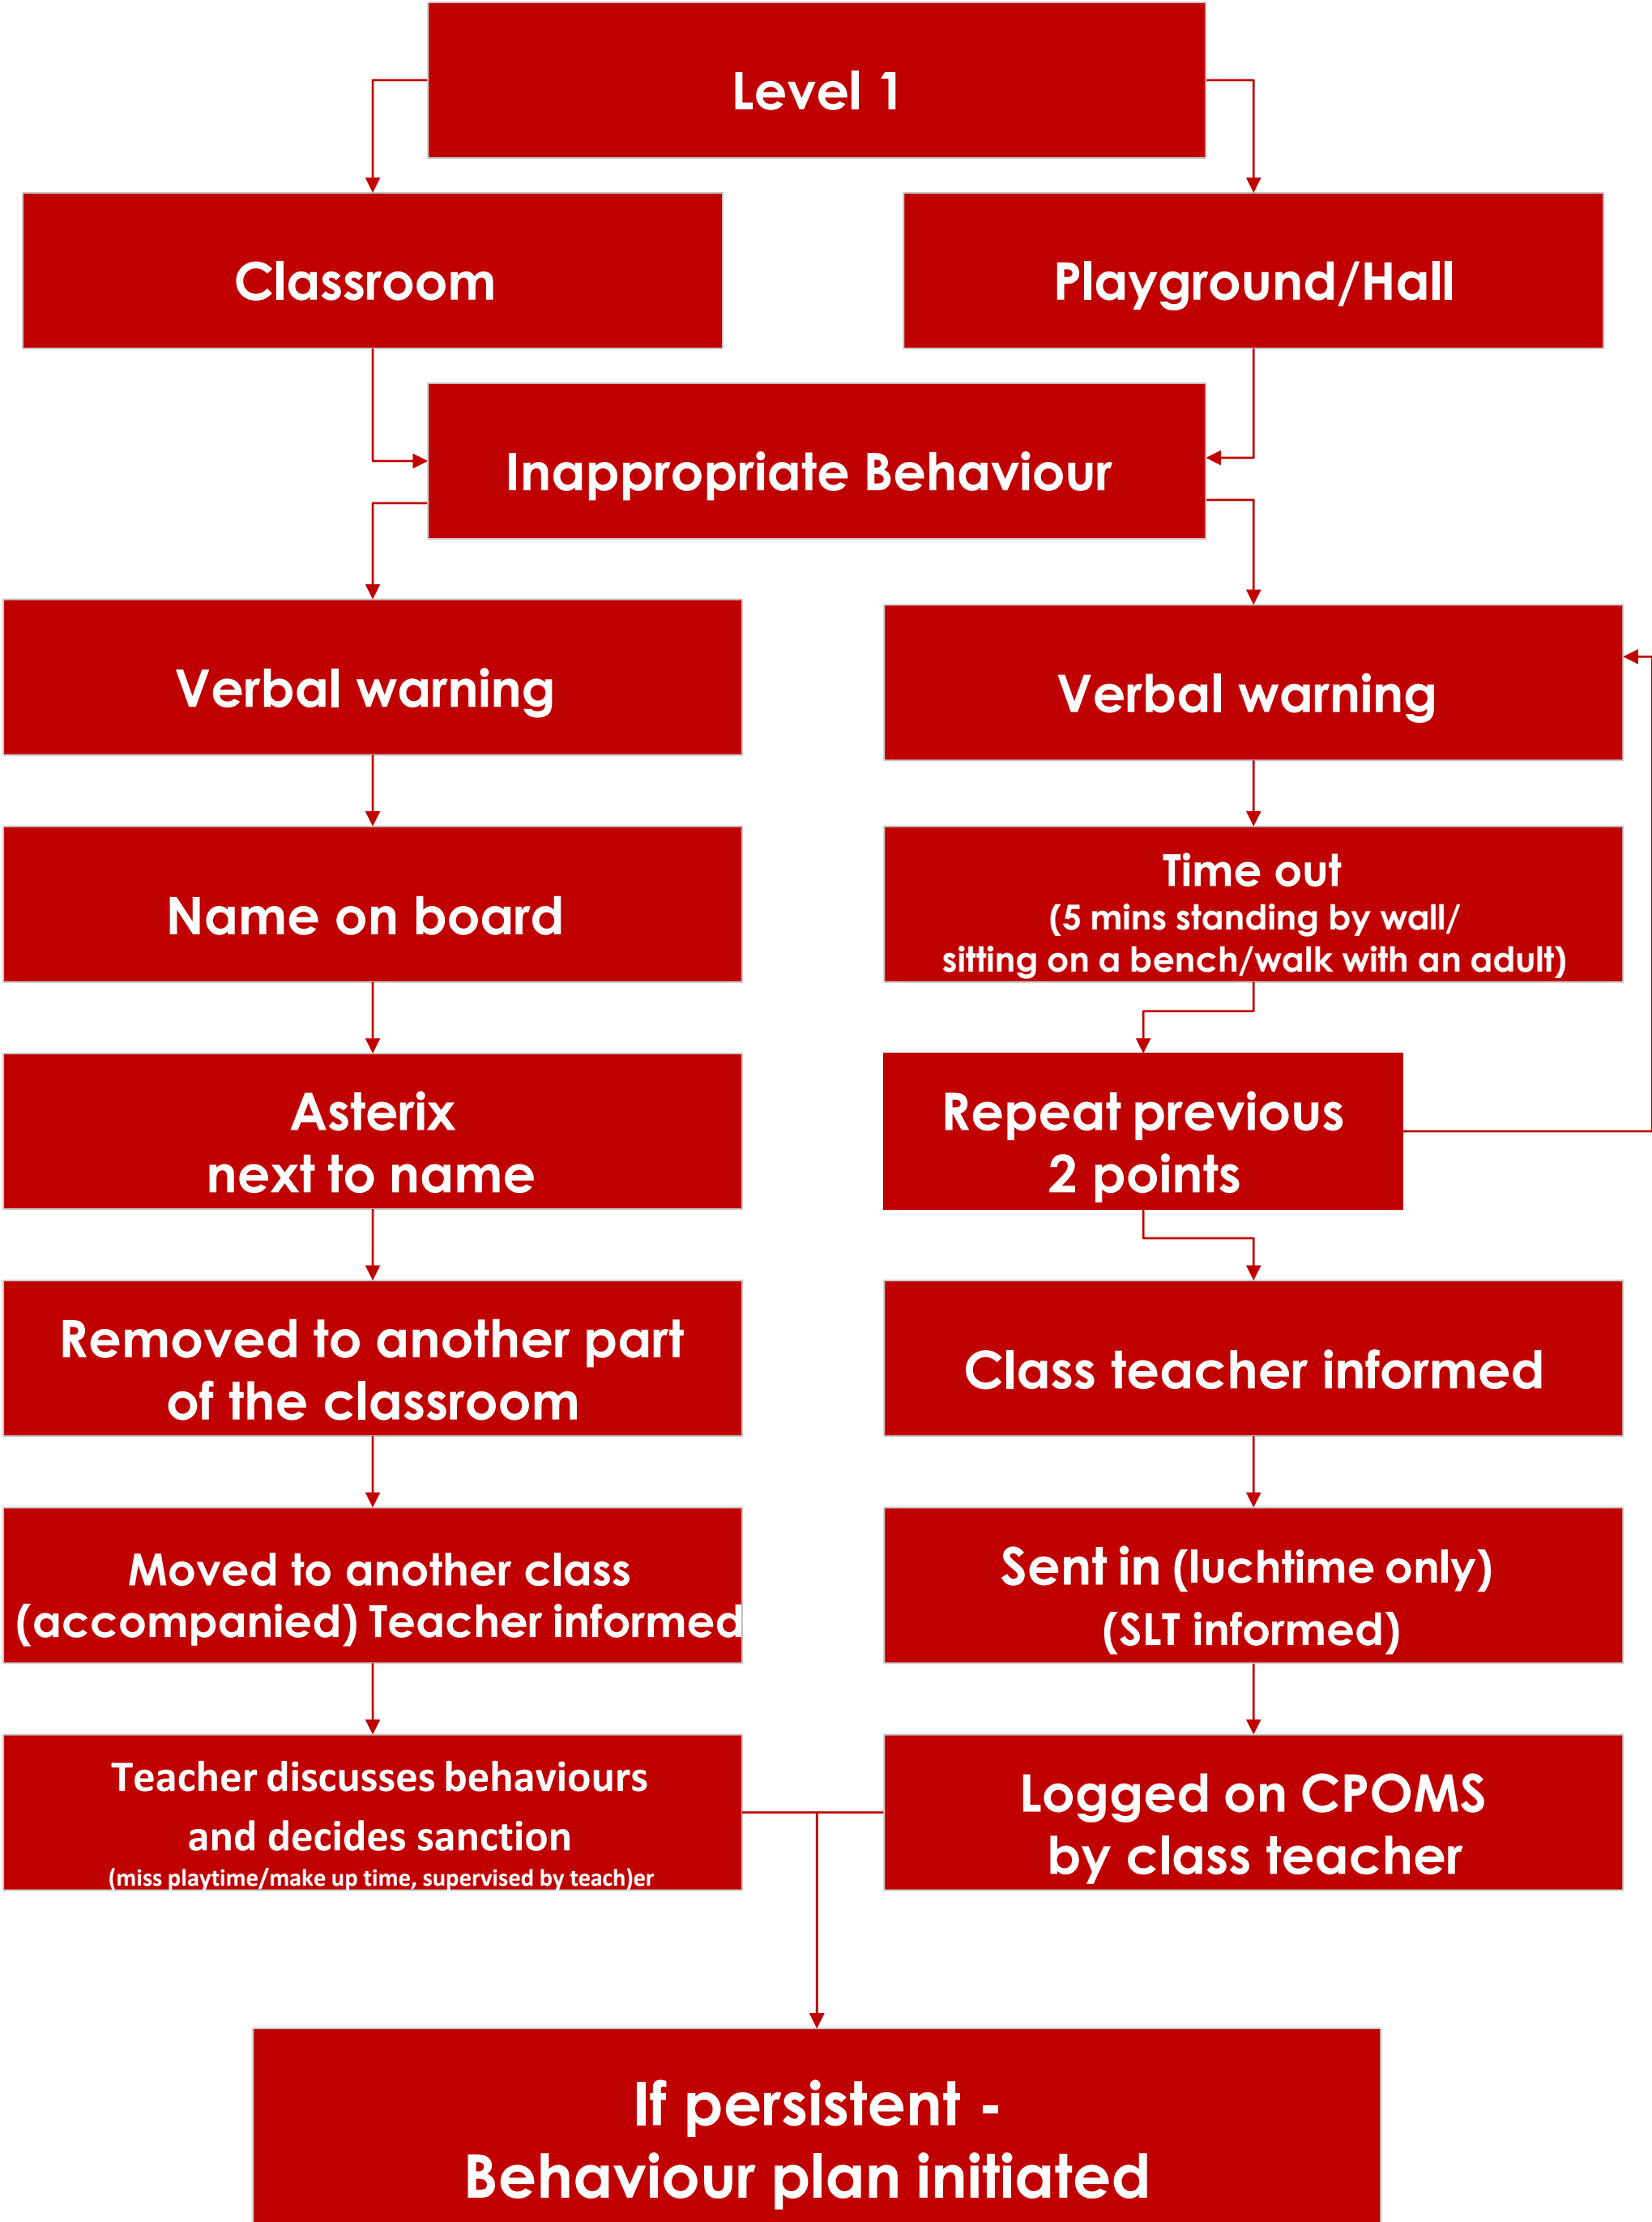 Level 1
Classroom
Playground/Hall
Inappropriate Behaviour
Verbal warning
Verbal warning
Name on board
Time out
(5 mins standing by wall/
sitting on a bench/walk with an adult)
Asterix
next to name
Repeat previous
2 points
Removed to another part
of the classroom
Class teacher informed
Moved to another class
(accompanied) Teacher informed
Sent in (luchtime only)
(SLT informed)
Teacher discusses behaviours
and decides sanction
(miss playtime/make up time, supervised by teach)er
Logged on CPOMS
by class teacher
If persistent -
Behaviour plan initiated